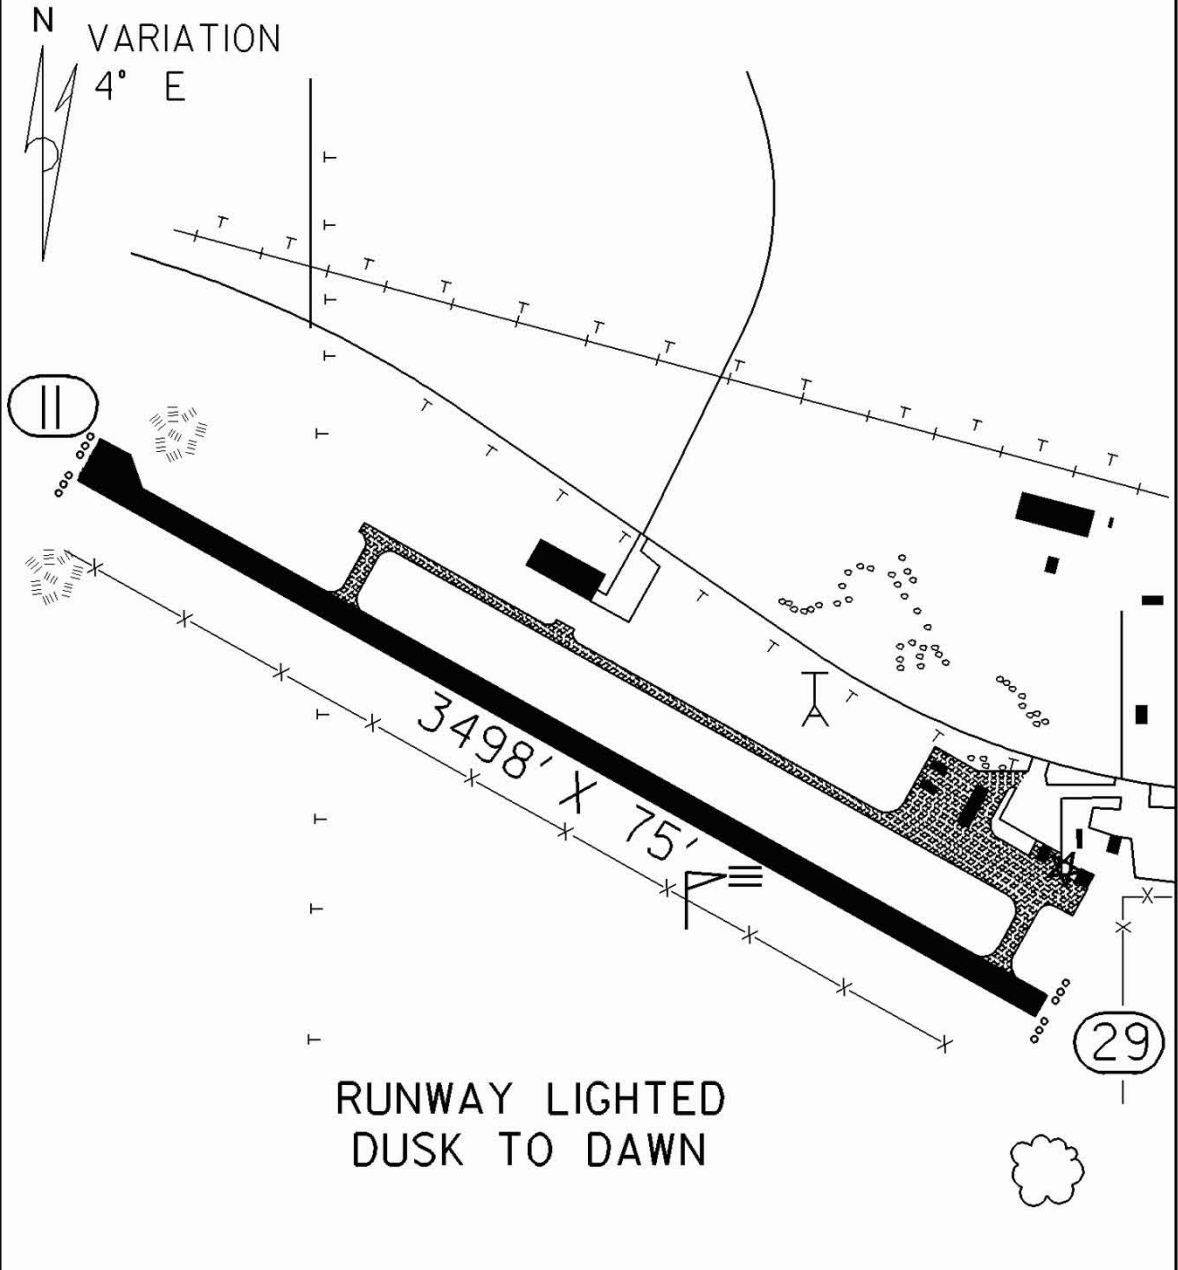 N
VARIATION
4° E
11
3498' X 75'
29
RUNWAY LIGHTED
DUSK TO DAWN